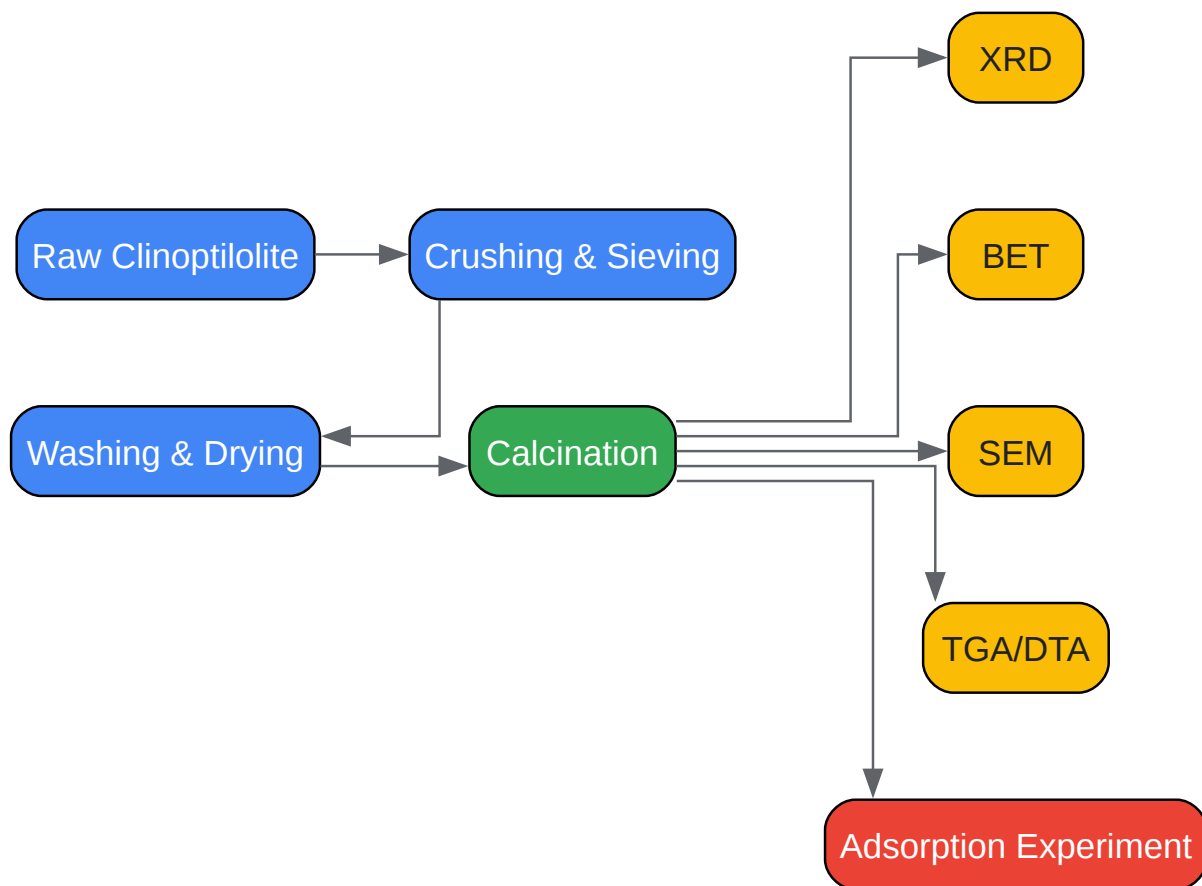 XRD
Raw Clinoptilolite
Crushing & Sieving
BET
Washing & Drying
Calcination
SEM
TGA/DTA
Adsorption Experiment